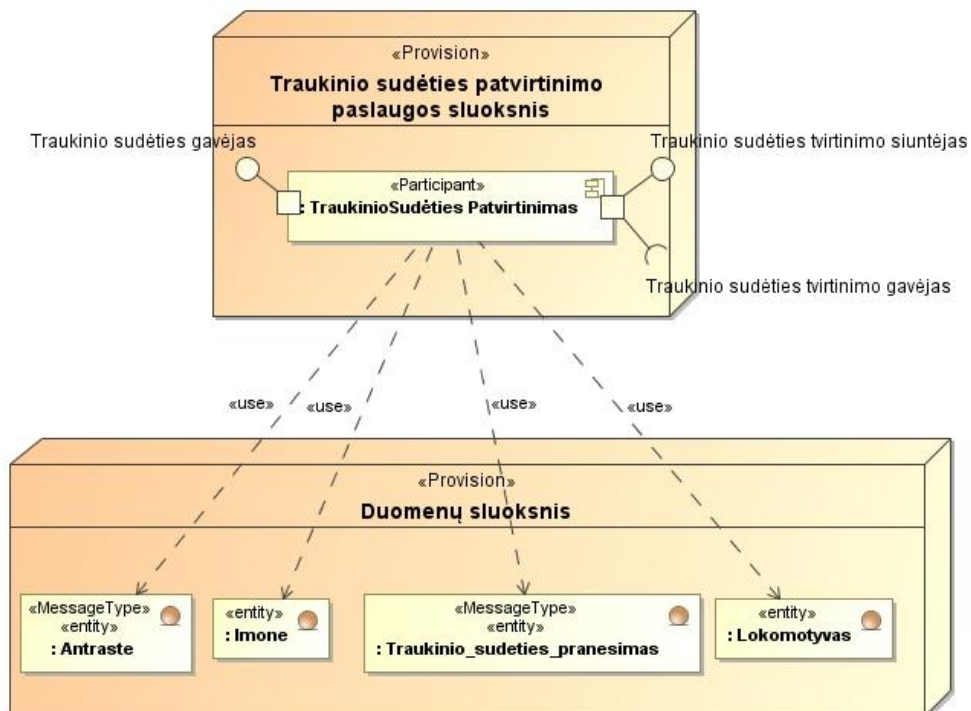 «Provision»
Traukinio sudėties patvirtinimo
paslaugos sluoksnis
Traukinio sudėties gavėjas
Traukinio sudėties tvirtinimo siuntėjas
«Participant»
: TraukinioSudėties Patvirtinimas
Traukinio sudėties tvirtinimo gavėjas
«use»
«use»
«use»
«use»
«Provision»
Duomenų sluoksnis
«MessageType»
«entity»
: Antraste
«entity»
: Imone
«MessageType»
«entity»
: Traukinio_sudeties_pranesimas
«entity»
: Lokomotyvas